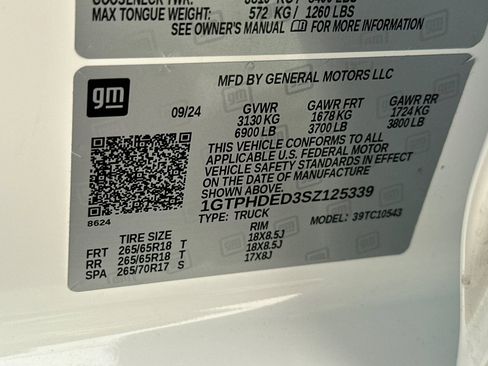 MAX TONGUE WEIGHT: 572 KG / 1260 LBS
SEE OWNER'S MANUAL FOR ADDITIONAL INFORMATION
gm
MFD BY GENERAL MOTORS LLC
09/24 GVWR GAWR FRT GAWR RR
3130 KG 1678 KG 1724 KG
6900 LB 3700 LB 3800 LB
THIS VEHICLE CONFORMS TO ALL
APPLICABLE U.S. FEDERAL MOTOR
VEHICLE SAFETY STANDARDS IN EFFECT
ON THE DATE OF MANUFACTURE
SHOWN ABOVE.
1GTPHDED3SZ125339
8624
TYPE: TRUCK MODEL: 39TC10543
TIRE SIZE RIM
FRT 265/65R18 T 18X8.5J
RR 265/65R18 T 18X8.5J
SPA 265/70R17 S 17X8J